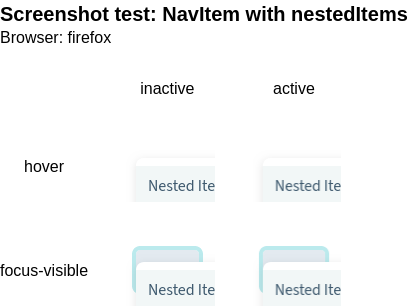 Screenshot test: NavItem with nestedItems
Browser: firefox
inactive active
hover Nested Ite Nested Ite
focus-visible Nested Ite Nested Ite